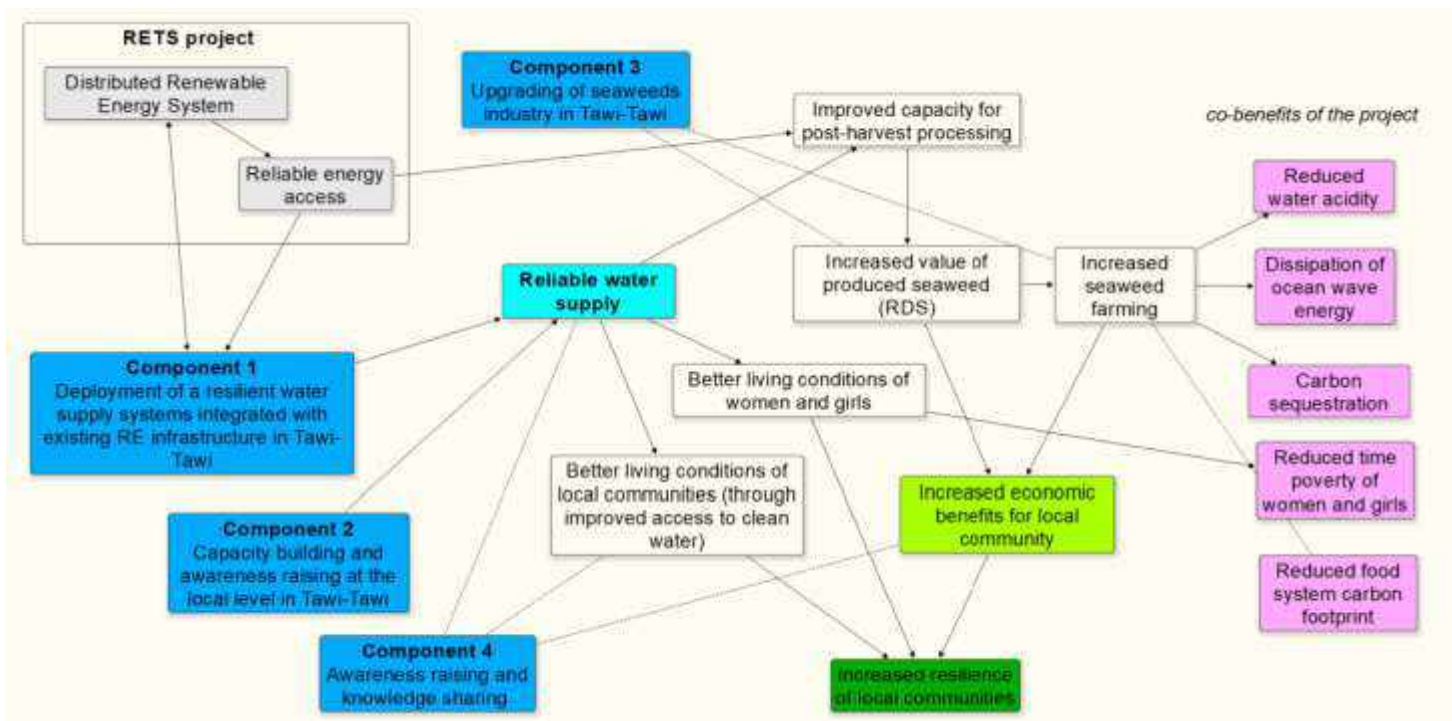 RETS project
Distributed Renewable
Energy System
Reliable energy
access
Component 3
Upgrading of seaweeds
industry in Tawi-Tawi
Improved capacity for
post-harvest processing
co-benefits of the project
Reduced
water acidity
Reliable water
supply
Increased value of
produced seaweed
(RDS)
Increased
seaweed
farming
Dissipation of
ocean wave
energy
Component 1
Deployment of a resilient water
supply systems integrated with
existing RE infrastructure in Tawi-
Tawi
Better living conditions of
women and girls
Carbon
sequestration
Better living conditions of
local communities (through
improved access to clean
water)
Increased economic
benefits for local
community
Reduced time
poverty of
women and girls
Component 2
Capacity building and
awareness raising at the
local level in Tawi-Tawi
Reduced food
system carbon
footprint
Component 4
Awareness raising and
knowledge sharing
Increased resilience
of local communities